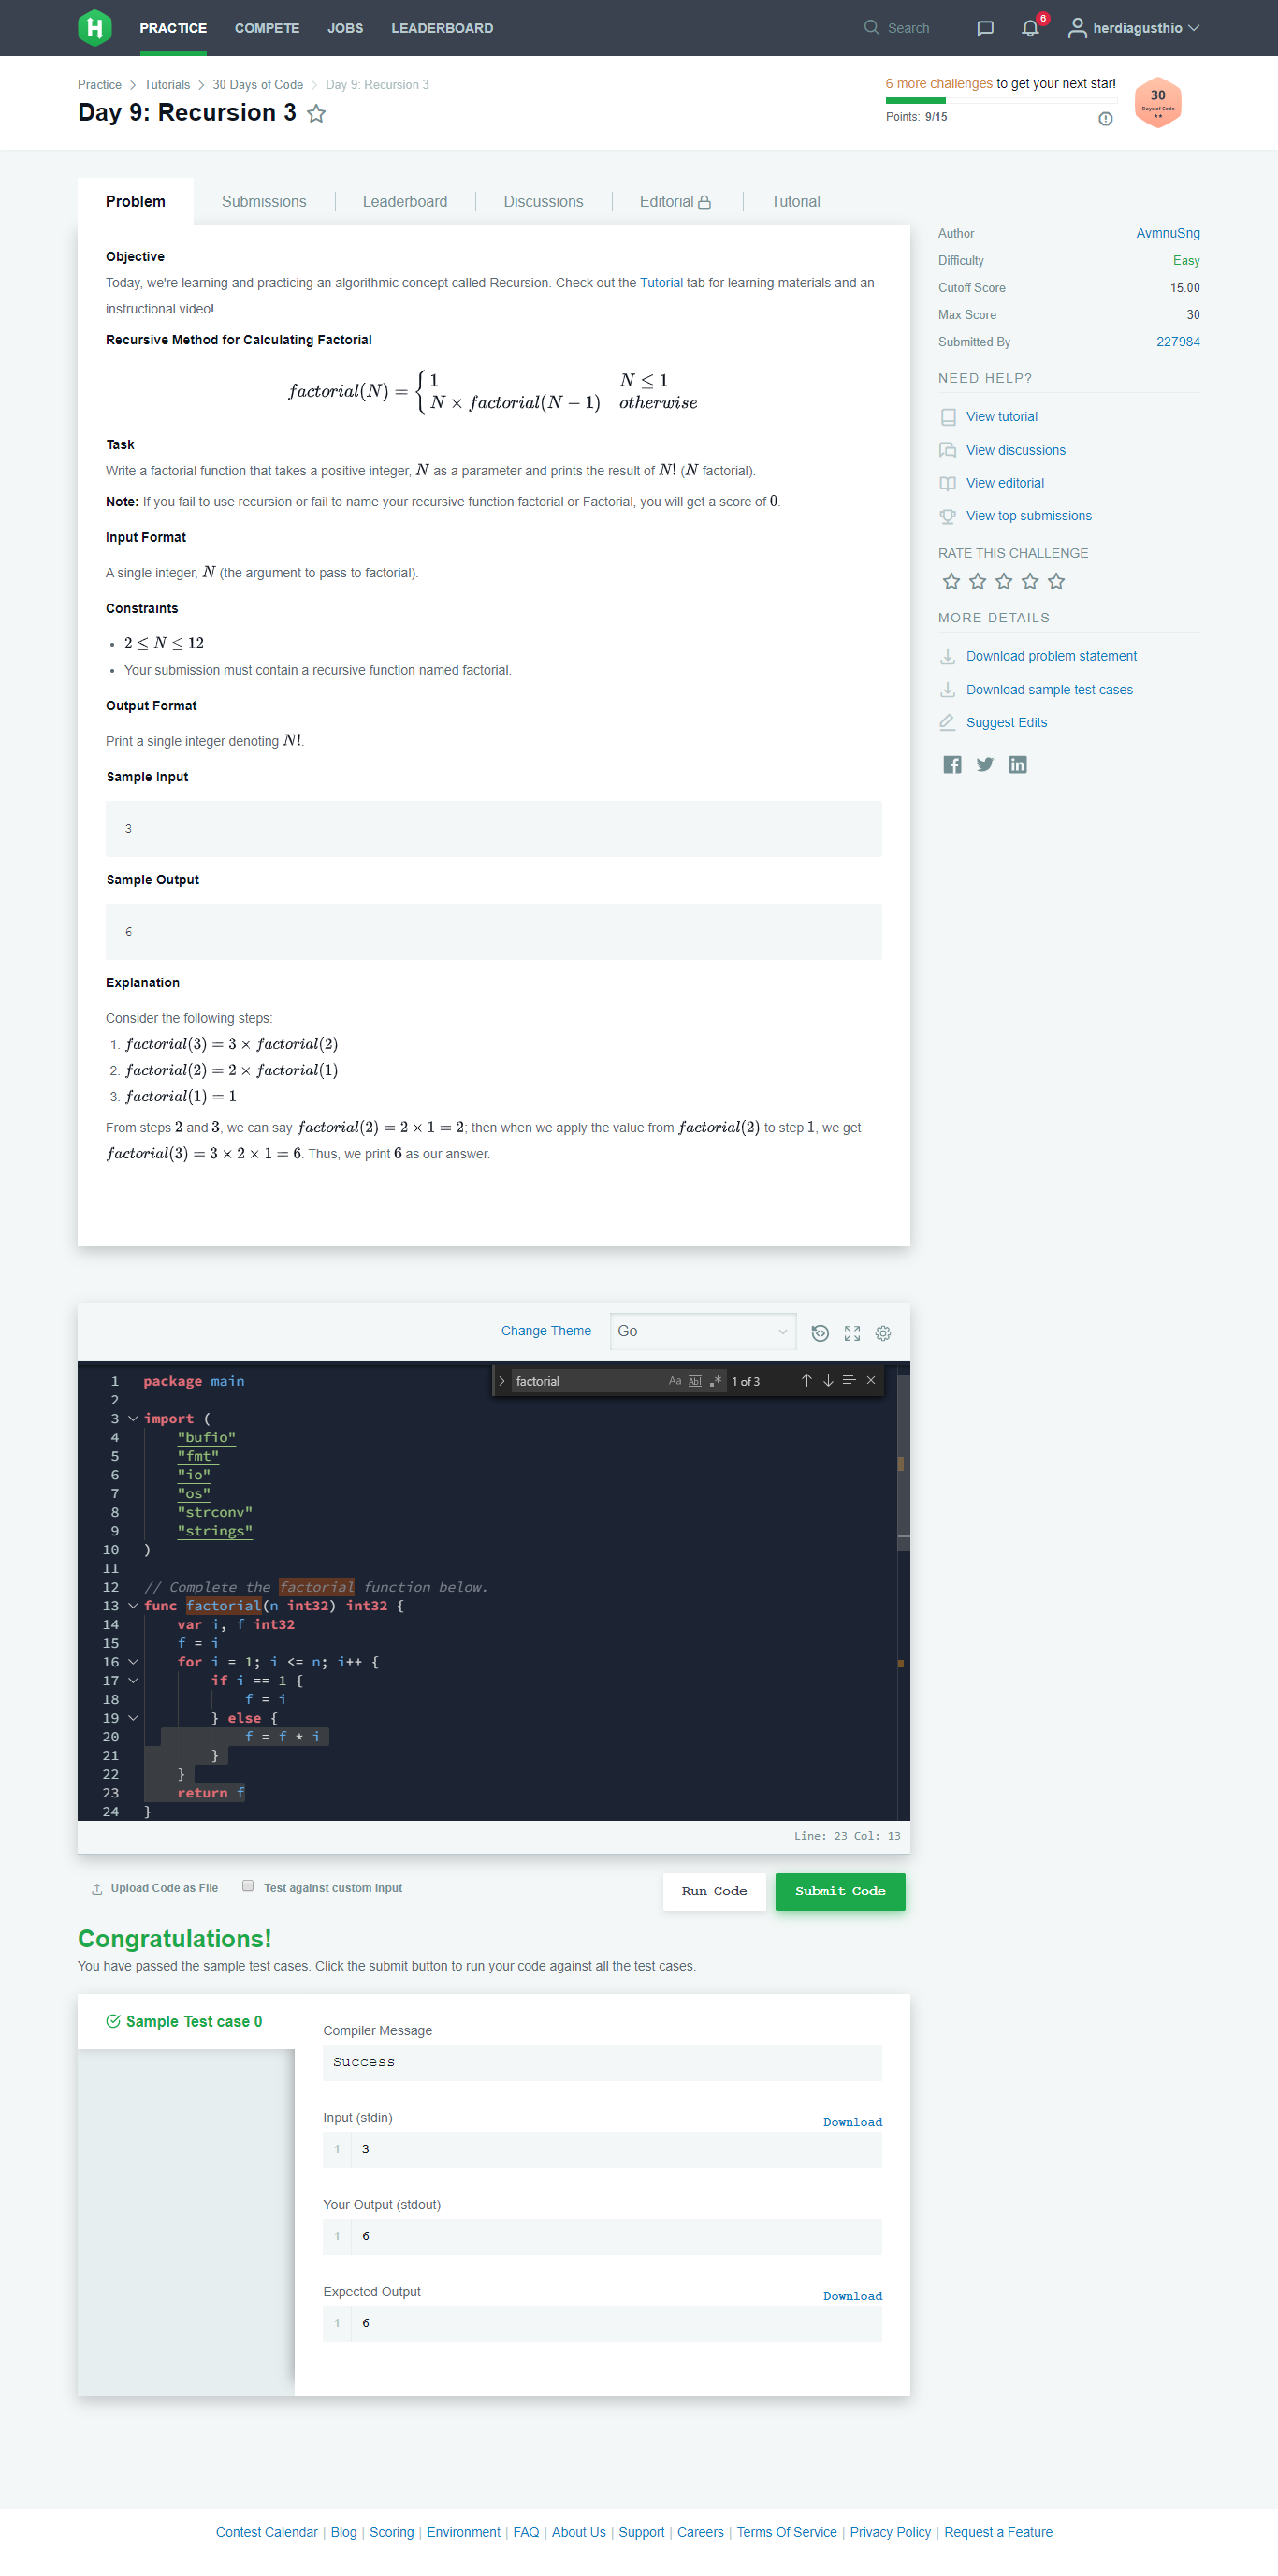 PRACTICE COMPETE JOBS LEADERBOARD Search 6 herdiagusthio
Practice > Tutorials > 30 Days of Code > Day 9: Recursion 3
Day 9: Recursion 3
6 more challenges to get your next star!
Points: 9/15
30
Days of Code
Problem Submissions Leaderboard Discussions Editorial Tutorial
Objective
Today, we're learning and practicing an algorithmic concept called Recursion. Check out the Tutorial tab for learning materials and an
instructional video!
Recursive Method for Calculating Factorial
factorial(N) = { 1 N ≤ 1
N × factorial(N − 1) otherwise
Task
Write a factorial function that takes a positive integer, N as a parameter and prints the result of N! (N factorial).
Note: If you fail to use recursion or fail to name your recursive function factorial or Factorial, you will get a score of 0.
Input Format
A single integer, N (the argument to pass to factorial).
Constraints
• 2 ≤ N ≤ 12
• Your submission must contain a recursive function named factorial.
Output Format
Print a single integer denoting N!.
Sample Input
3
Sample Output
6
Explanation
Consider the following steps:
1. factorial(3) = 3 × factorial(2)
2. factorial(2) = 2 × factorial(1)
3. factorial(1) = 1
From steps 2 and 3, we can say factorial(2) = 2 × 1 = 2; then when we apply the value from factorial(2) to step 1, we get
factorial(3) = 3 × 2 × 1 = 6. Thus, we print 6 as our answer.
Author AvmnuSng
Difficulty Easy
Cutoff Score 15.00
Max Score 30
Submitted By 227984
NEED HELP?
View tutorial
View discussions
View editorial
View top submissions
RATE THIS CHALLENGE
MORE DETAILS
Download problem statement
Download sample test cases
Suggest Edits
Change Theme Go
factorial Aa Abl .* 1 of 3
1 package main
2
3 import (
4 "bufio"
5 "fmt"
6 "io"
7 "os"
8 "strconv"
9 "strings"
10 )
11
12 // Complete the factorial function below.
13 func factorial(n int32) int32 {
14 var i, f int32
15 f = i
16 for i = 1; i <= n; i++ {
17 if i == 1 {
18 f = i
19 } else {
20 f = f * i
21 }
22 }
23 return f
24 }
Line: 23 Col: 13
Upload Code as File Test against custom input Run Code Submit Code
Congratulations!
You have passed the sample test cases. Click the submit button to run your code against all the test cases.
Sample Test case 0
Compiler Message
Success
Input (stdin) Download
1 3
Your Output (stdout)
1 6
Expected Output Download
1 6
Contest Calendar | Blog | Scoring | Environment | FAQ | About Us | Support | Careers | Terms Of Service | Privacy Policy | Request a Feature